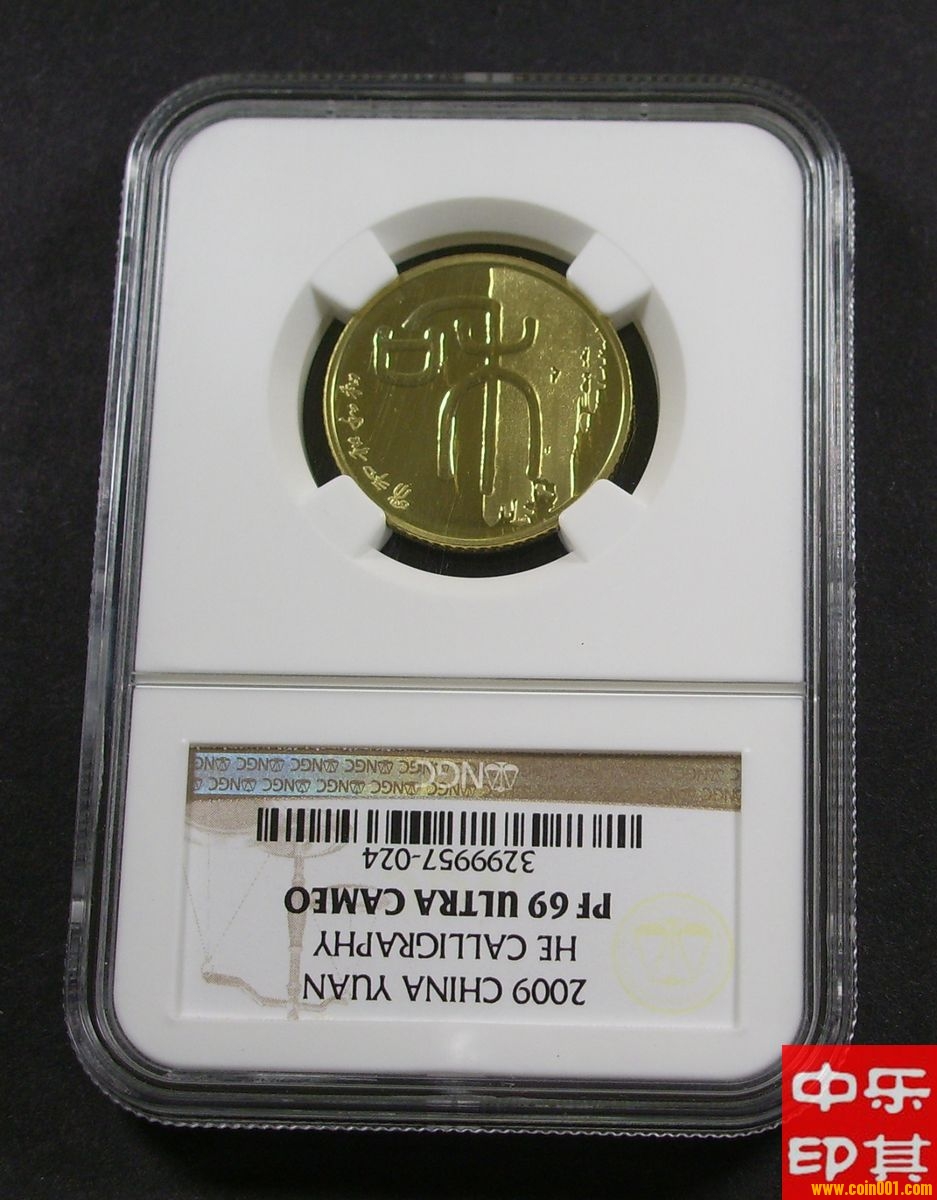 2009 CHINA YUAN
HE CALLIGRAPHY
PF 69 ULTRA CAMEO
3299957-024
NGC
中乐
印其
www.coin001.com